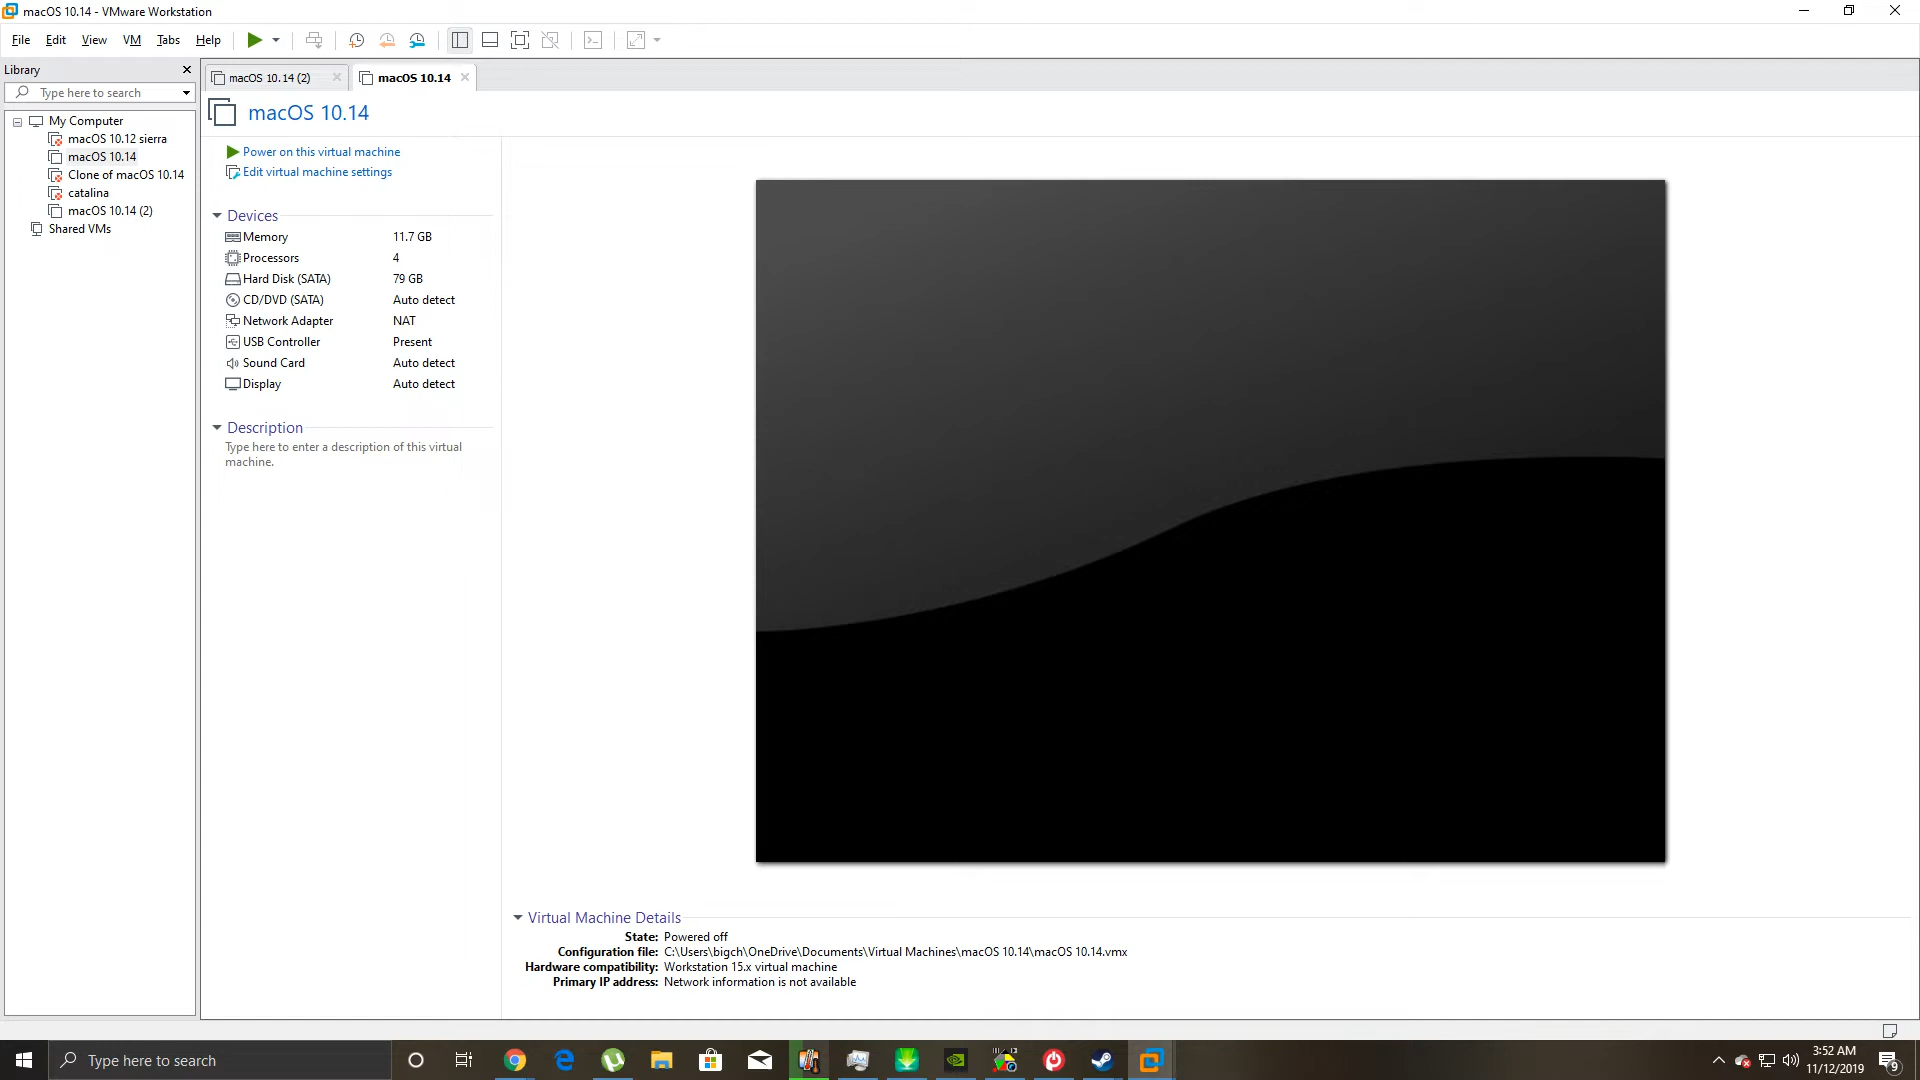 macOS 10.14 - VMware Workstation
File Edit View VM Tabs Help
Library
Type here to search
My Computer
macOS 10.12 sierra
macOS 10.14
Clone of macOS 10.14
catalina
macOS 10.14 (2)
Shared VMs
macOS 10.14 (2) macOS 10.14
macOS 10.14
Power on this virtual machine
Edit virtual machine settings
Devices
Memory 11.7 GB
Processors 4
Hard Disk (SATA) 79 GB
CD/DVD (SATA) Auto detect
Network Adapter NAT
USB Controller Present
Sound Card Auto detect
Display Auto detect
Description
Type here to enter a description of this virtual
machine.
Virtual Machine Details
State: Powered off
Configuration file: C:\Users\bigch\OneDrive\Documents\Virtual Machines\macOS 10.14\macOS 10.14.vmx
Hardware compatibility: Workstation 15.x virtual machine
Primary IP address: Network information is not available
Type here to search
3:52 AM
11/12/2019
9